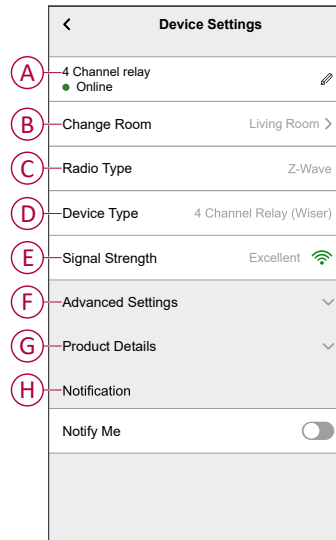 Device Settings
A
4 Channel relay
Online
B
Change Room
Living Room
C
Radio Type
Z-Wave
D
Device Type
4 Channel Relay (Wiser)
E
Signal Strength
Excellent
F
Advanced Settings
G
Product Details
H
Notification
Notify Me